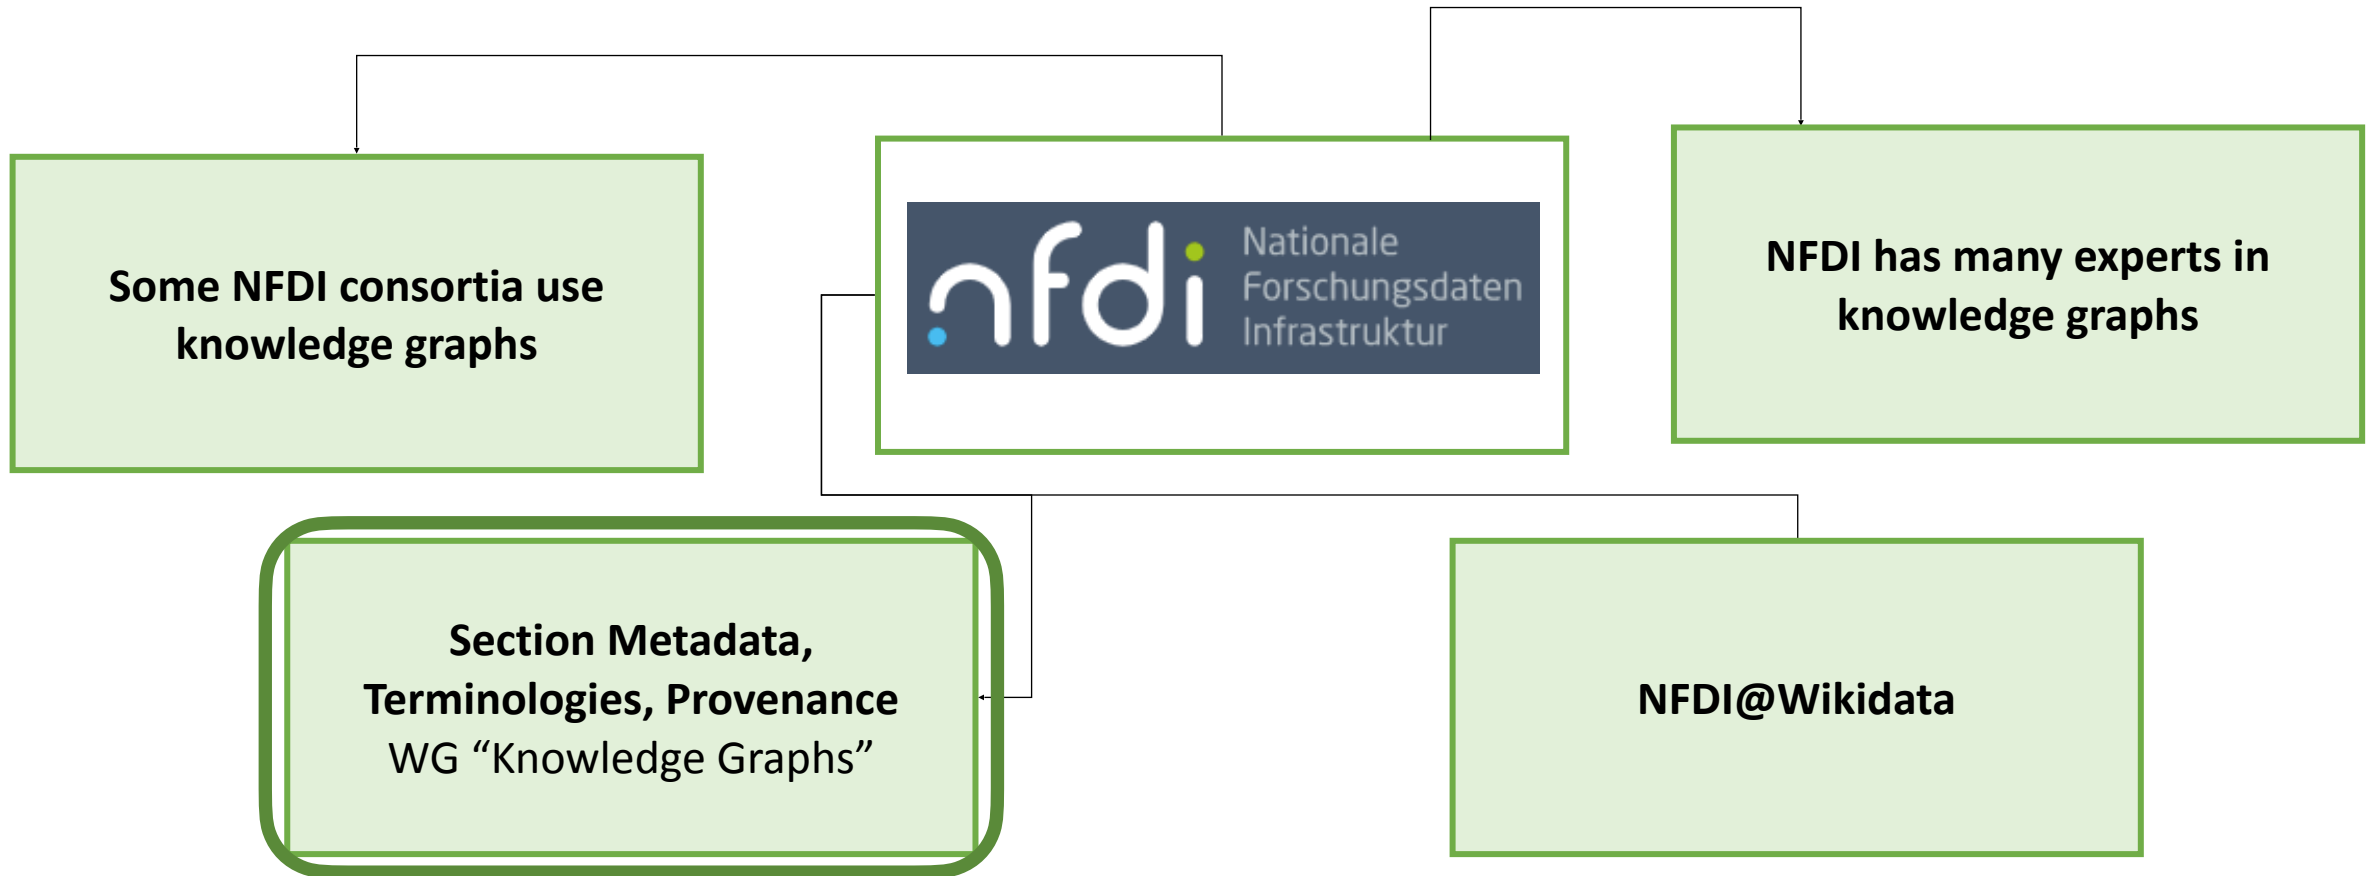 Some NFDI consortia use
knowledge graphs
nfdi
Nationale
Forschungsdaten
Infrastruktur
NFDI has many experts in
knowledge graphs
Section Metadata,
Terminologies, Provenance
WG “Knowledge Graphs”
NFDI@Wikidata